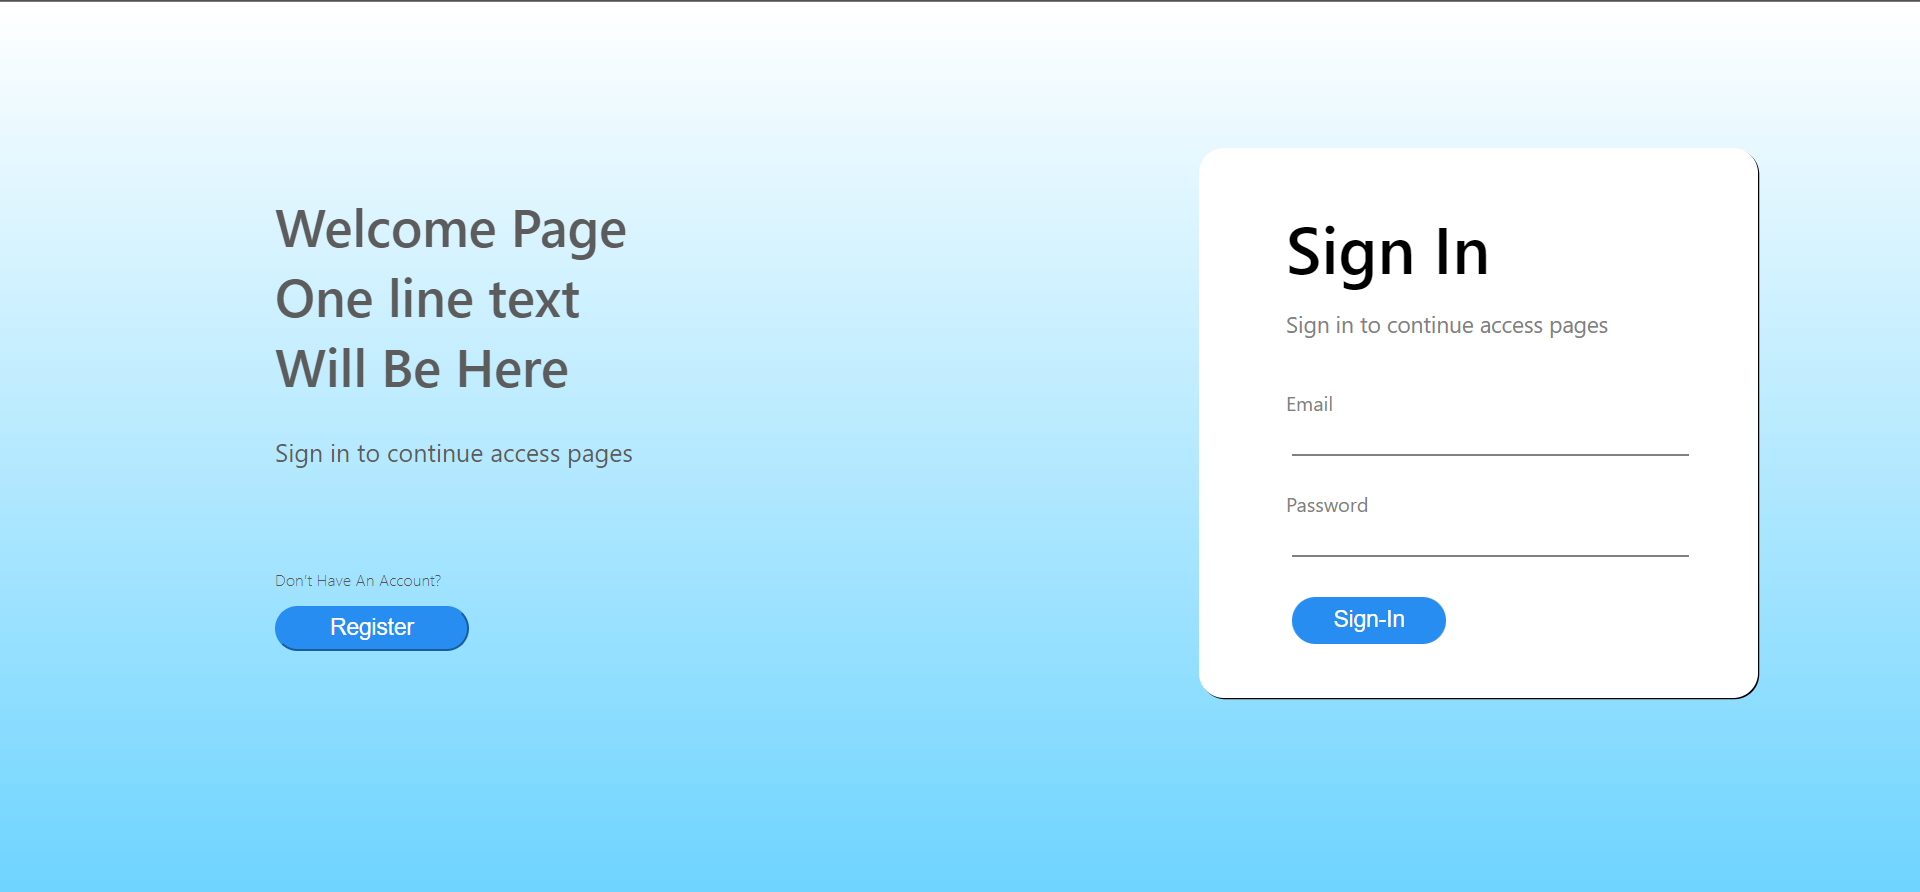 Welcome Page
One line text
Will Be Here
Sign in to continue access pages
Don't Have An Account?
Register
Sign In
Sign in to continue access pages
Email
Password
Sign-In